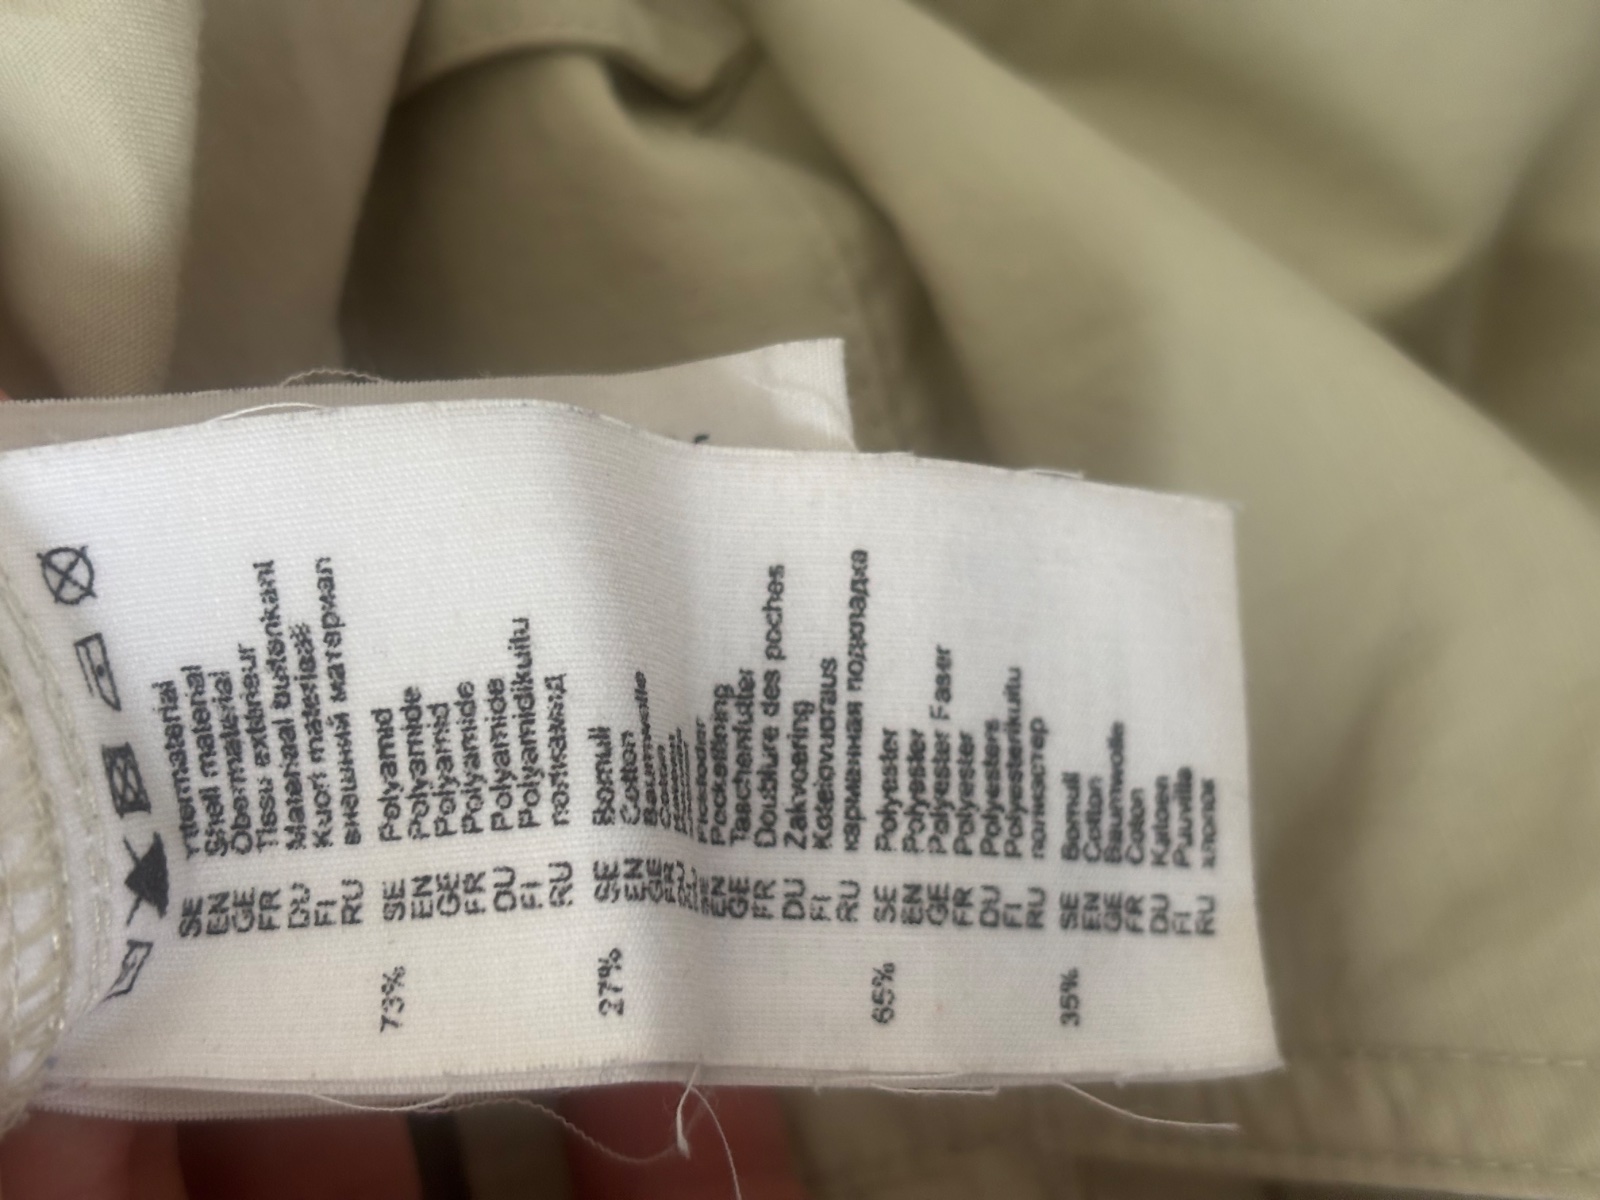 SE Yttermaterial
EN Shell material
GE Obermaterial
FR Tissu extérieur
DU Materiaal buitenkant
FI Kuori materiaali
RU внешний материал
73% SE Polyamid
EN Polyamide
GE Polyamid
FR Polyamide
DU Polyamide
FI Polyamidikuitu
RU полиамид
27% SE Bomull
EN Cotton
GE Baumwolle
FR Coton
DU
SE Fickfoder
EN Pocketlining
GE Taschenfutter
FR Doublure des poches
DU Zakvoering
FI
RU карманная подкладка
65% SE Polyester
EN Polyester
GE Polyester Faser
FR Polyester
DU Polyesters
FI Polyesterikuitu
RU полиэстер
35% SE Bomull
EN Cotton
GE Baumwolle
FR Coton
DU Katoen
FI Puuvilla
RU хлопок